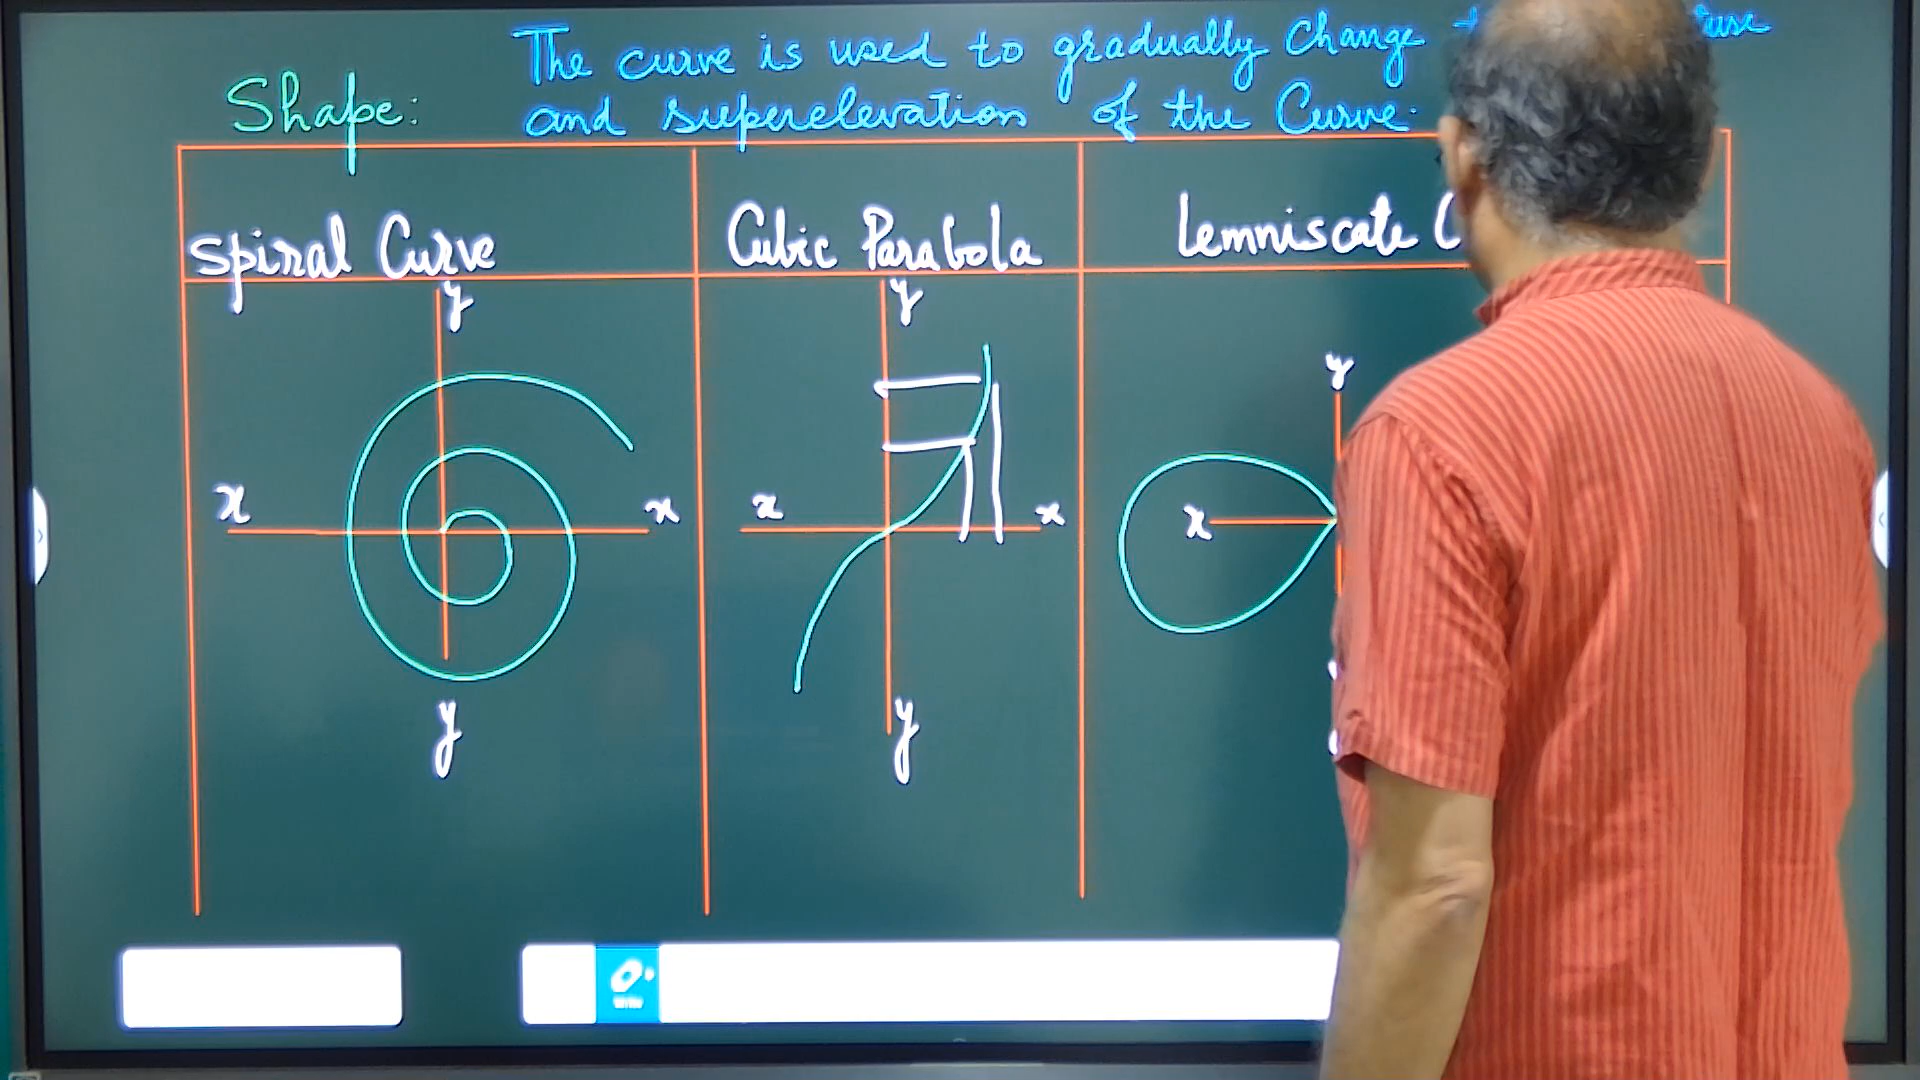 The curve is used to gradually change
Shape: and superelevation of the Curve.
Spiral Curve Cubic Parabola Lemniscate C
y y
y
x x x x x
y y